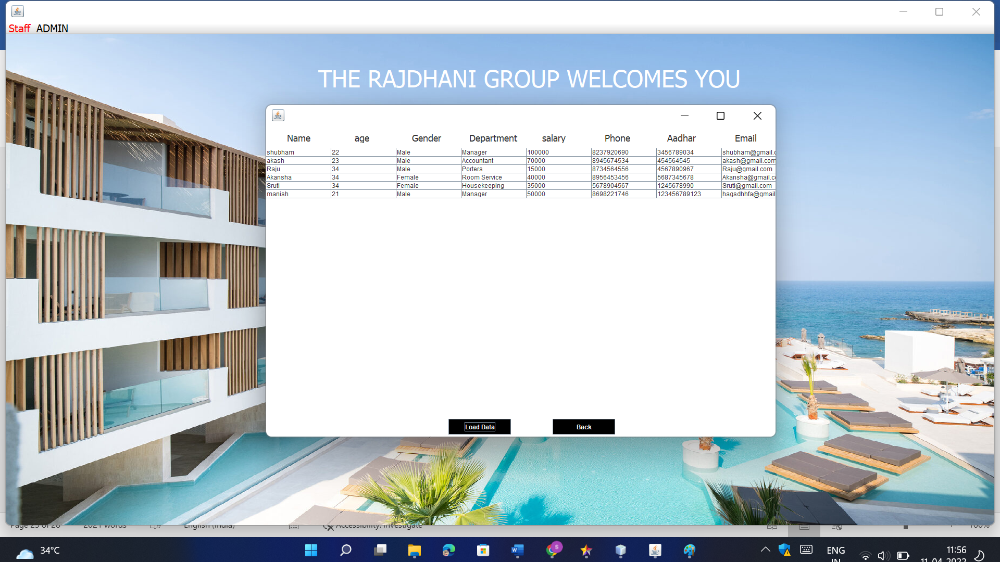 Staff ADMIN
THE RAJDHANI GROUP WELCOMES YOU
Name age Gender Department salary Phone Aadhar Email
shubham 22 Male Manager 100000 8237920690 3456789034 shubham@gmail.c
akash 23 Male Accountant 70000 8945674534 454564545 akash@gmail.com
Raju 34 Male Porters 15000 8734564556 4567890967 Raju@gmail.com
Akansha 34 Female Room Service 40000 8956453456 5687345678 Akansha@gmail.co
Sruti 34 Female Housekeeping 35000 5678904567 1245678990 Sruti@gmail.com
manish 21 Male Manager 50000 8698221746 123456789123 hagsdhhfa@gmail
Load Data Back
Page 25 of 28 2021 words English (India) Accessibility: Investigate 100%
34°C ENG 11:56
IN 11-04-2022